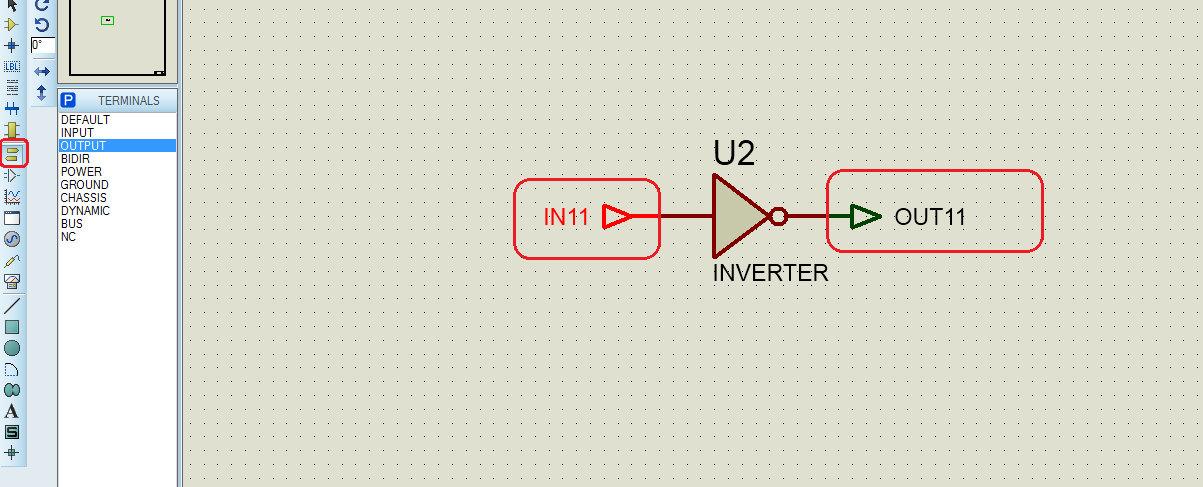 0°
LBL
P TERMINALS
DEFAULT
INPUT
OUTPUT
BIDIR
POWER
GROUND
CHASSIS
DYNAMIC
BUS
NC
A
S
U2
IN11
OUT11
INVERTER